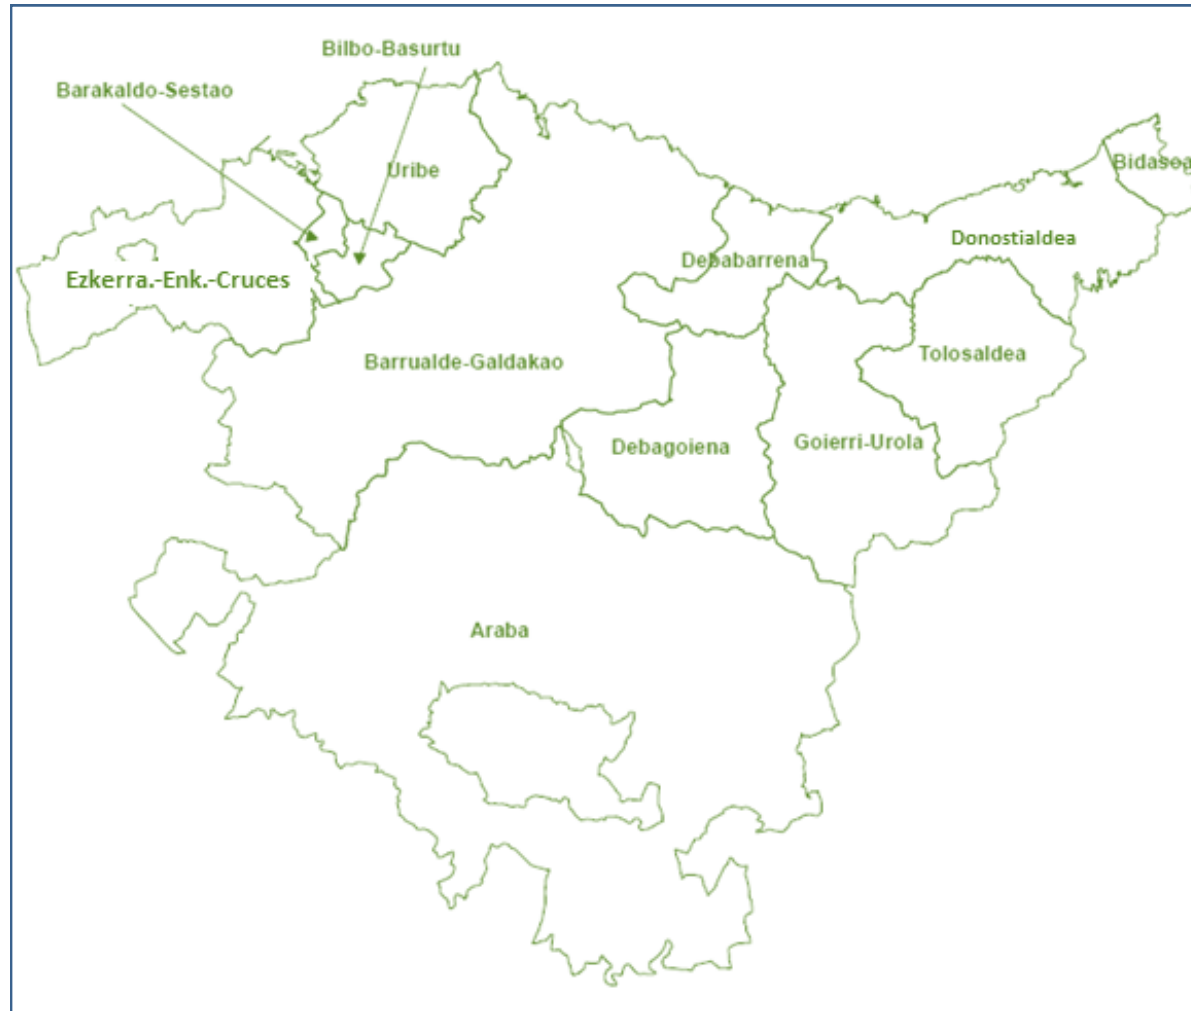 Bilbo-Basurtu
Barakaldo-Sestao
Uribe
Bidasoa
Donostialdea
Debabarrena
Ezkerra.-Enk.-Cruces
Tolosaldea
Barrualde-Galdakao
Goierri-Urola
Debagoiena
Araba